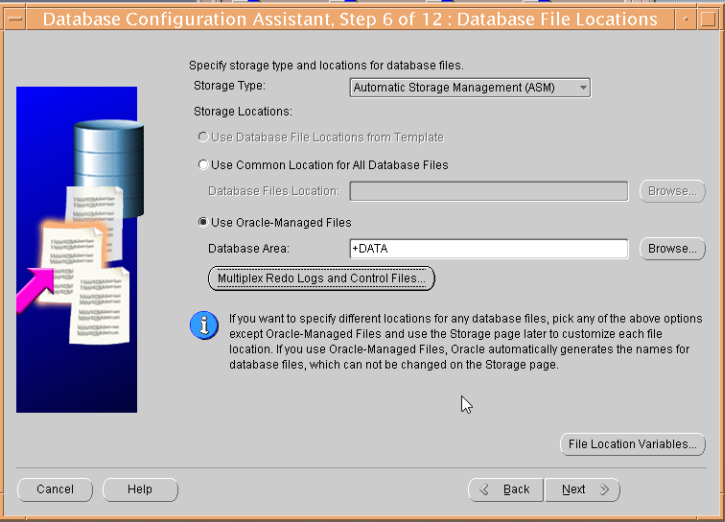 Database Configuration Assistant, Step 6 of 12 : Database File Locations
Specify storage type and locations for database files.
Storage Type: Automatic Storage Management (ASM)
Storage Locations:
Use Database File Locations from Template
Use Common Location for All Database Files
Database Files Location: Browse...
Use Oracle-Managed Files
Database Area: +DATA Browse...
Multiplex Redo Logs and Control Files...
If you want to specify different locations for any database files, pick any of the above options
except Oracle-Managed Files and use the Storage page later to customize each file
location. If you use Oracle-Managed Files, Oracle automatically generates the names for
database files, which can not be changed on the Storage page.
File Location Variables...
Cancel Help Back Next